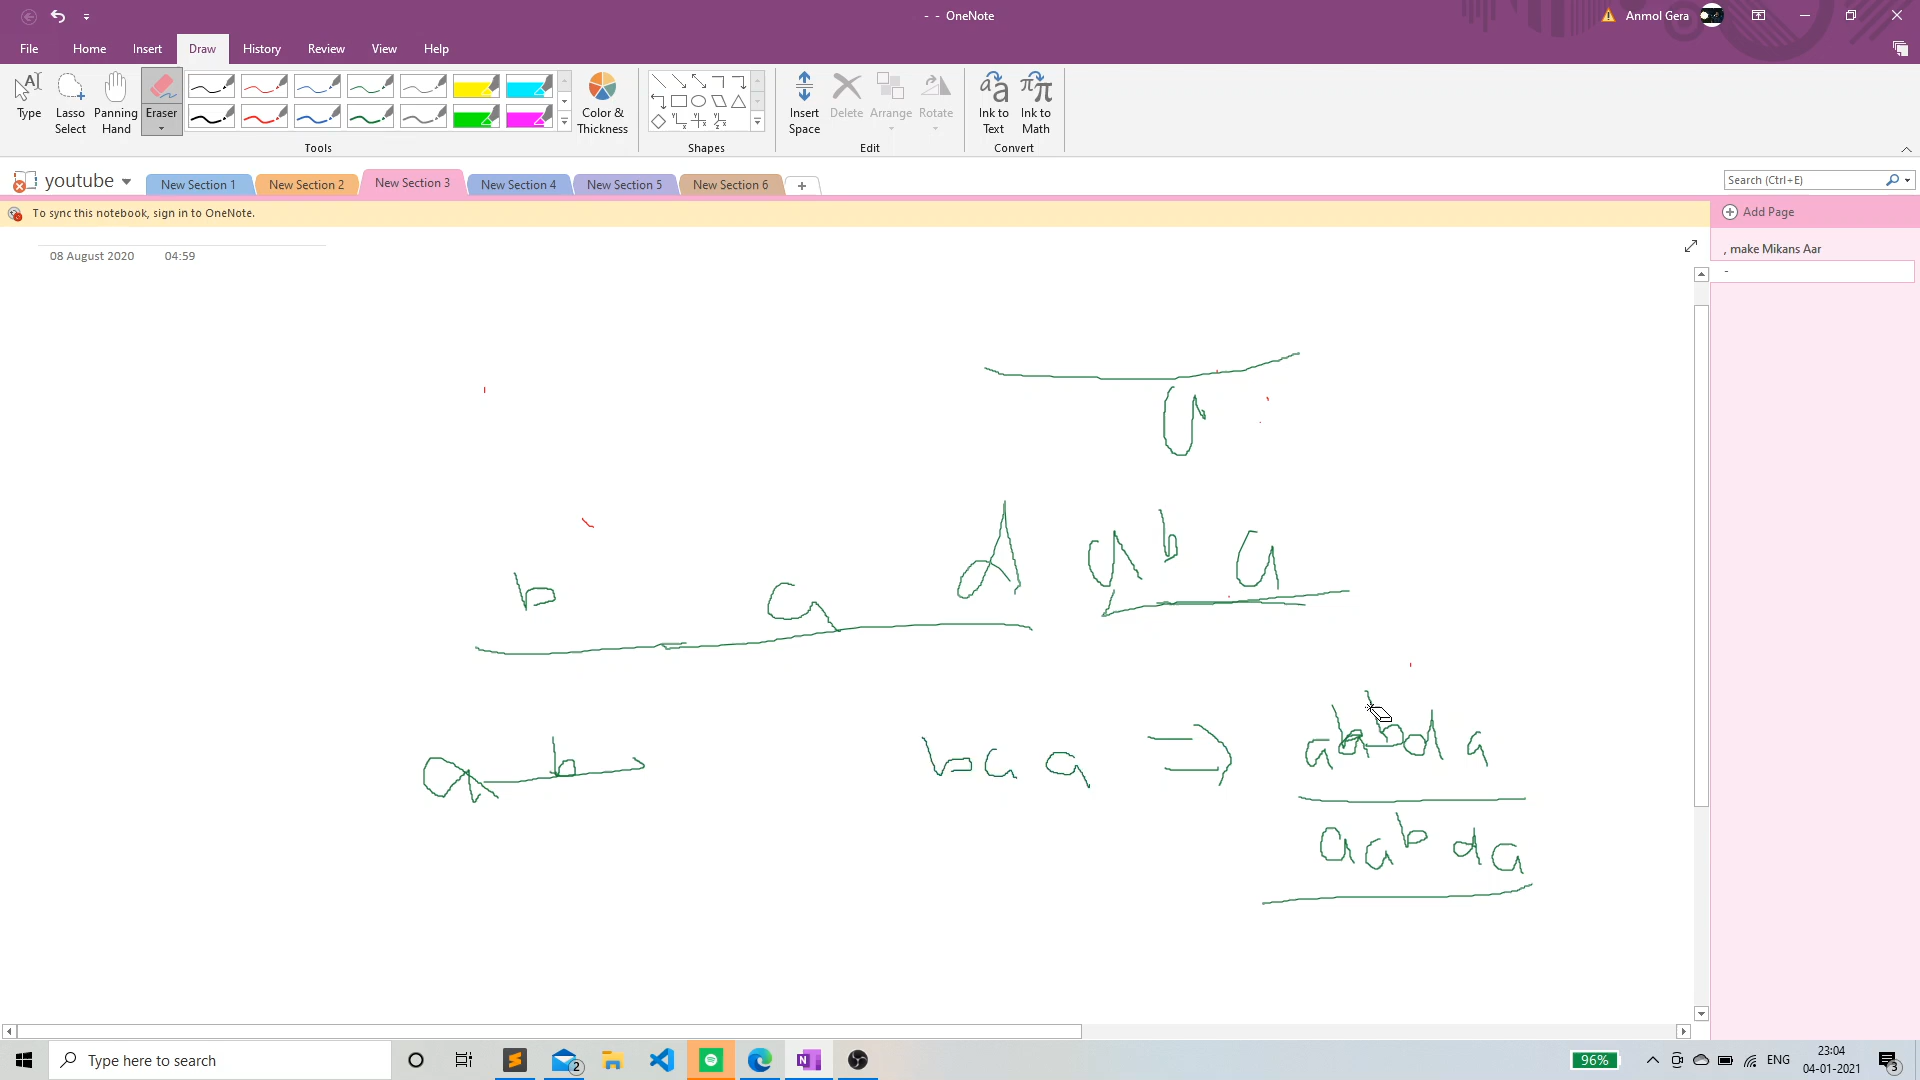 - - OneNote
Anmol Gera
File Home Insert Draw History Review View Help
Type
Lasso Select
Panning Hand
Eraser
Color & Thickness
Insert Space
Delete
Arrange
Rotate
Ink to Text
Ink to Math
Tools
Shapes
Edit
Convert
youtube
New Section 1
New Section 2
New Section 3
New Section 4
New Section 5
New Section 6
Search (Ctrl+E)
To sync this notebook, sign in to OneNote.
Add Page
08 August 2020 04:59
, make Mikans Aar
-
a
b a d a b a
a b
b a a
d a
a a b d a
Type here to search
2
96%
ENG
23:04
04-01-2021
3